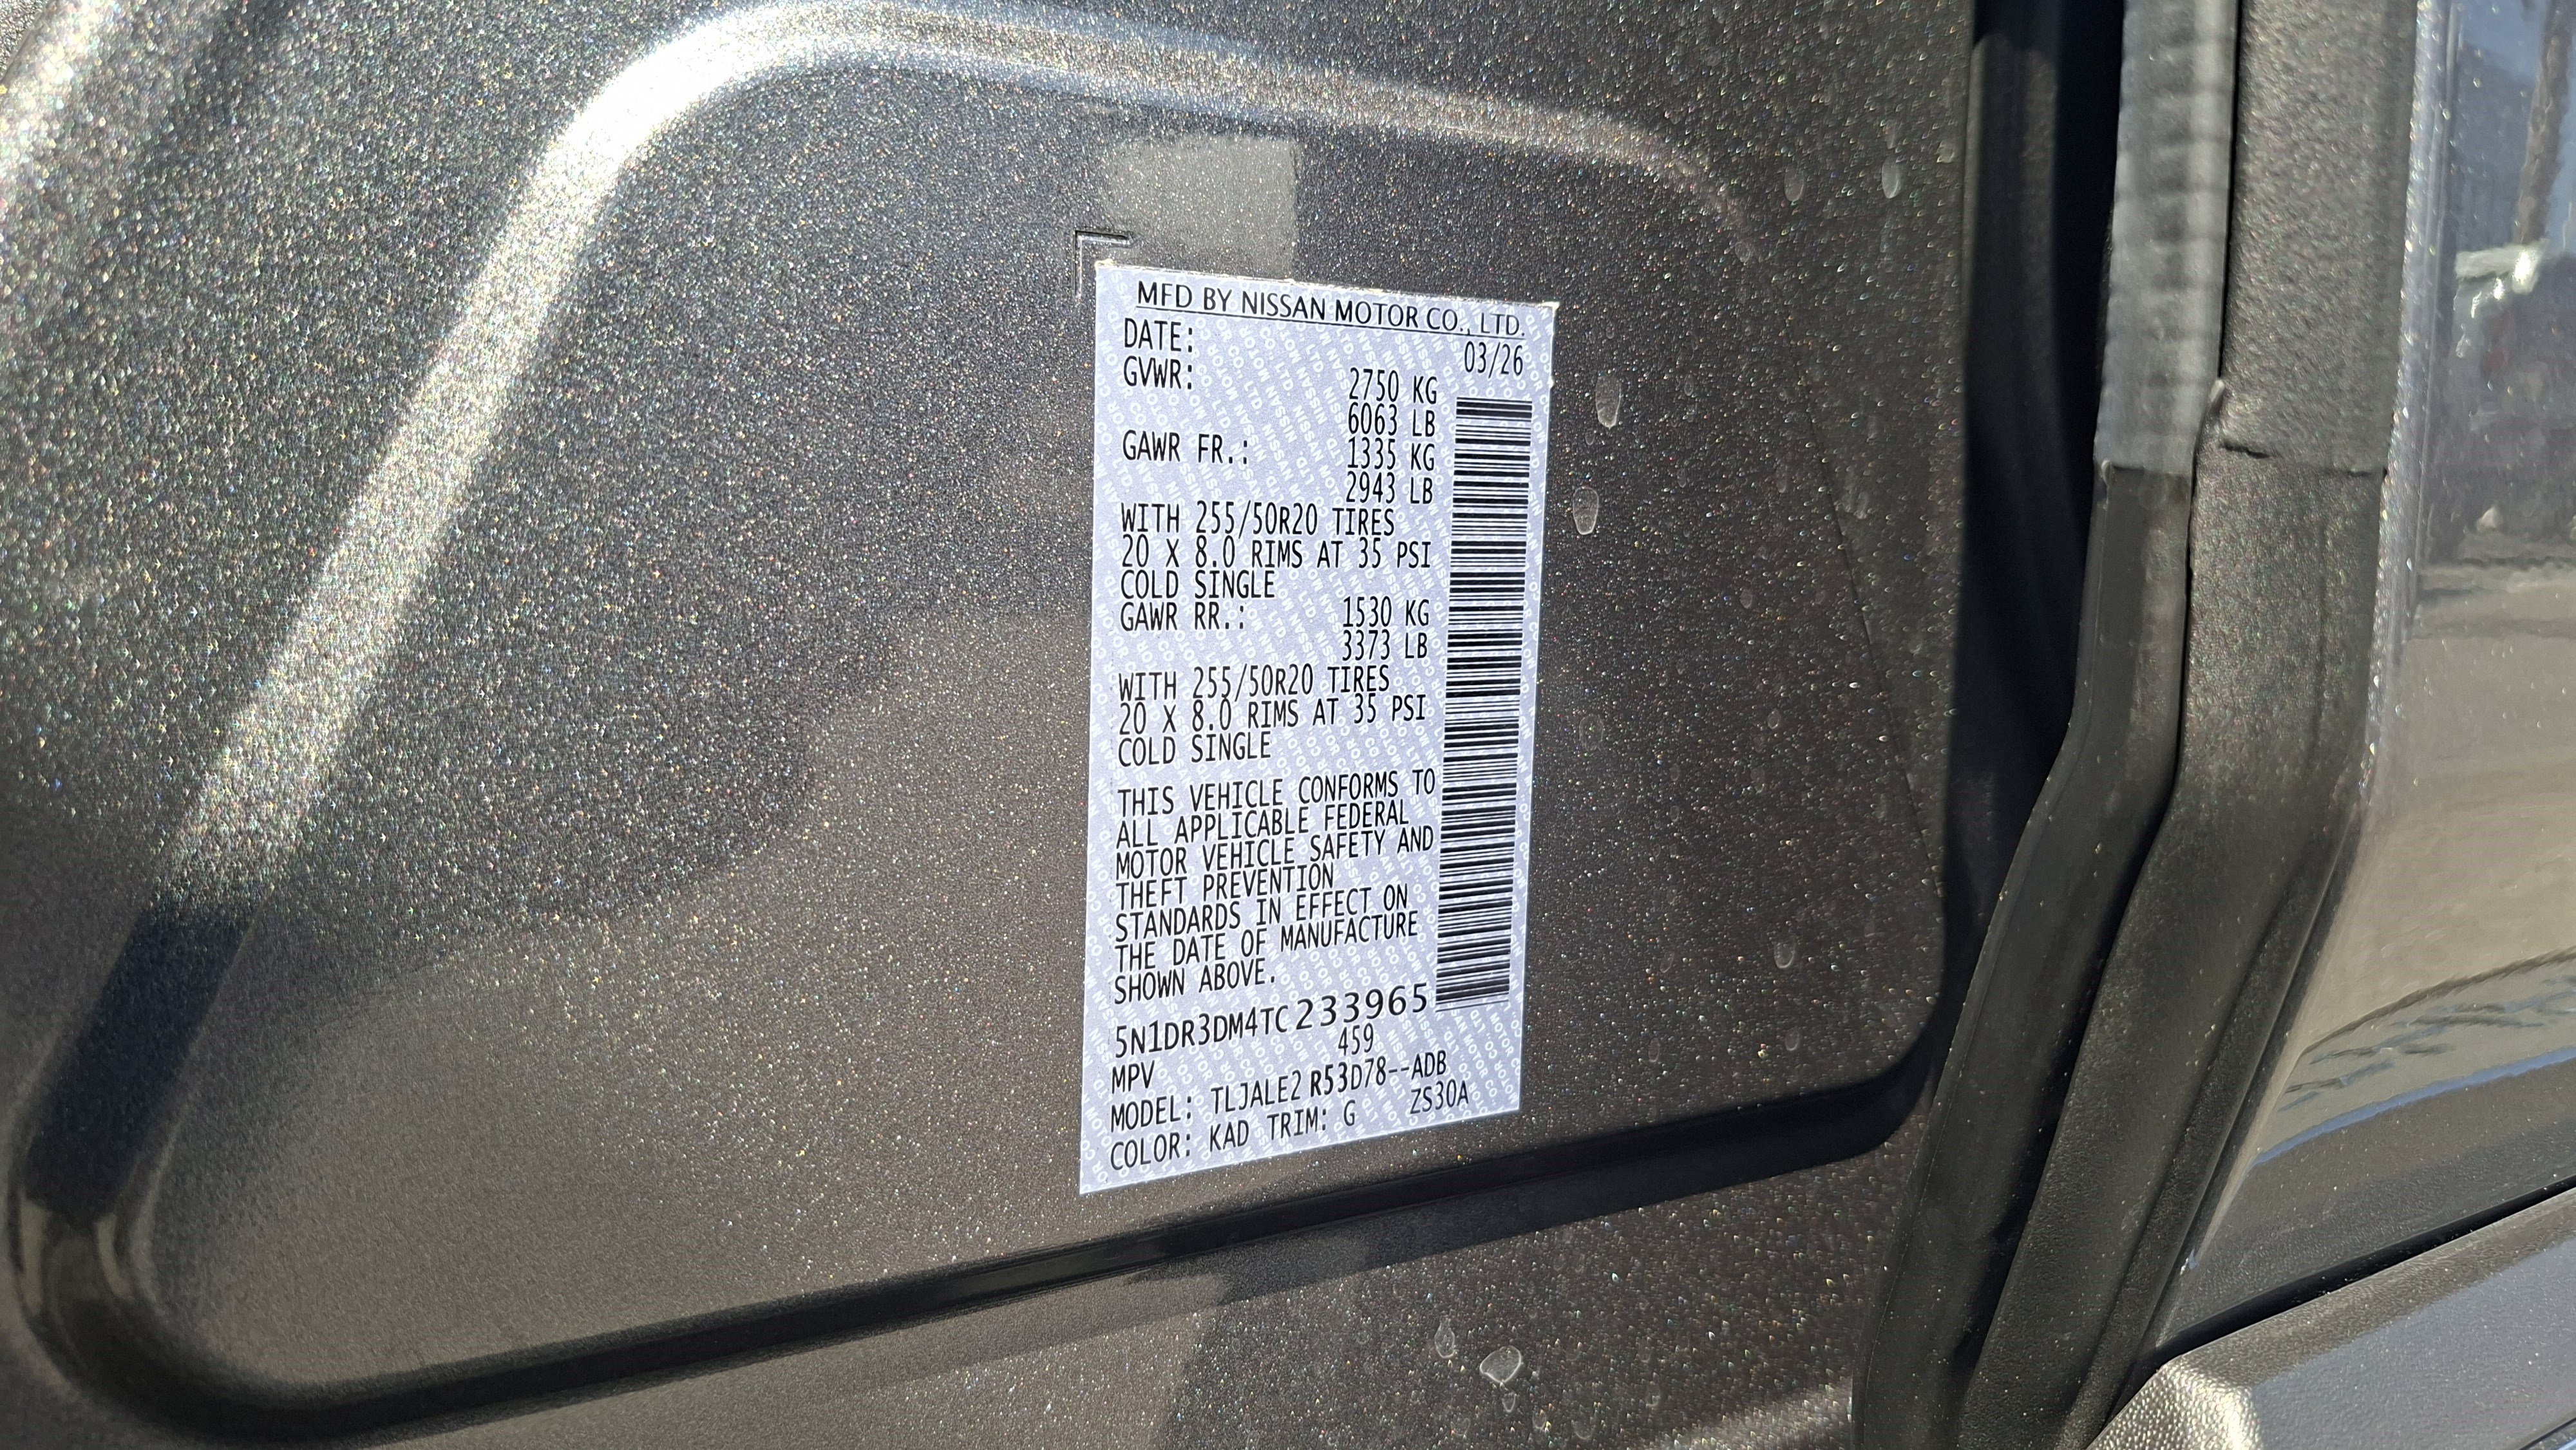 MFD BY NISSAN MOTOR CO., LTD.
DATE: 03/26
GVWR: 2750 KG
6063 LB
GAWR FR.: 1335 KG
2943 LB
WITH 255/50R20 TIRES
20 X 8.0 RIMS AT 35 PSI
COLD SINGLE
GAWR RR.: 1530 KG
3373 LB
WITH 255/50R20 TIRES
20 X 8.0 RIMS AT 35 PSI
COLD SINGLE
THIS VEHICLE CONFORMS TO
ALL APPLICABLE FEDERAL
MOTOR VEHICLE SAFETY AND
THEFT PREVENTION
STANDARDS IN EFFECT ON
THE DATE OF MANUFACTURE
SHOWN ABOVE.
5N1DR3DM4TC233965
459
MPV
MODEL: TLJALE2 R53D78--ADB
COLOR: KAD TRIM: G ZS30A